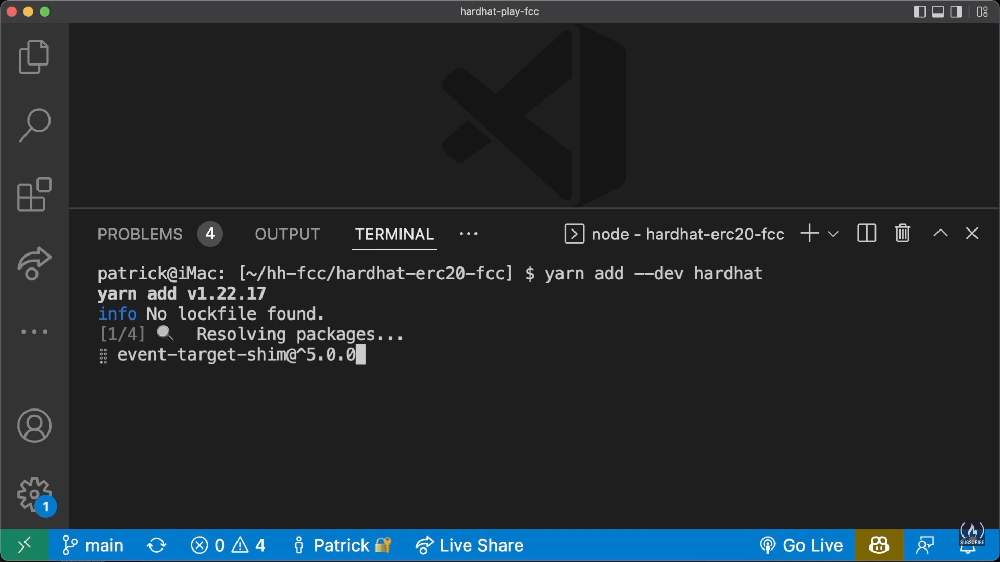 hardhat-play-fcc
PROBLEMS 4 OUTPUT TERMINAL ... node - hardhat-erc20-fcc
patrick@iMac: [~/hh-fcc/hardhat-erc20-fcc] $ yarn add --dev hardhat
yarn add v1.22.17
info No lockfile found.
[1/4] 🔍 Resolving packages...
⣾ event-target-shim@^5.0.0
1
main 0 4 Patrick 🔐 Live Share Go Live
SUBSCRIBE